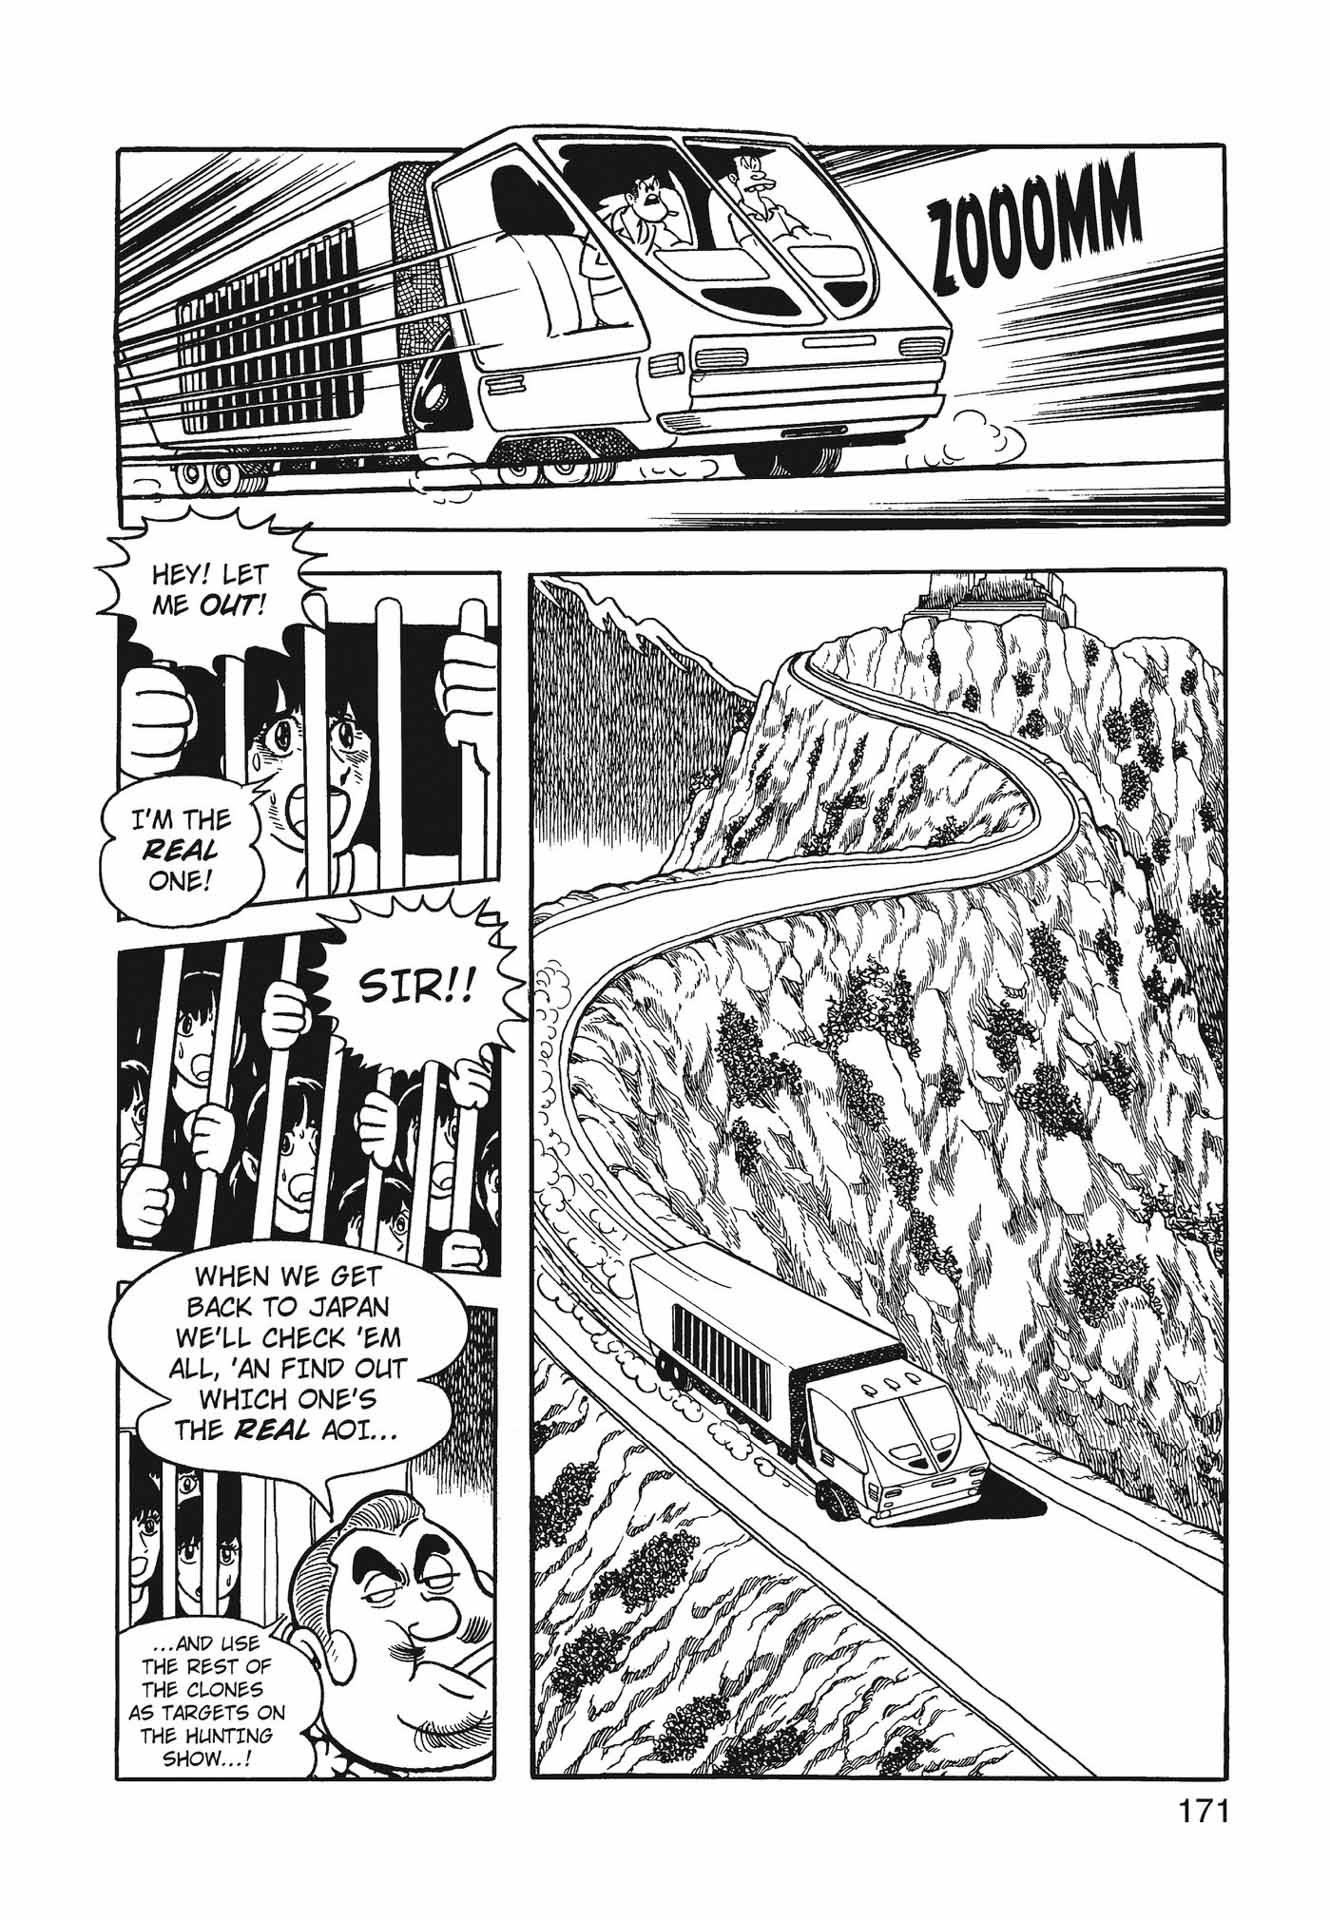 ZOOOMM
HEY! LET
ME OUT!
I'M THE
REAL
ONE!
SIR!!
WHEN WE GET
BACK TO JAPAN
WE'LL CHECK 'EM
ALL, 'AN FIND OUT
WHICH ONE'S
THE REAL AOI...
...AND USE
THE REST OF
THE CLONES
AS TARGETS ON
THE HUNTING
SHOW...!
171